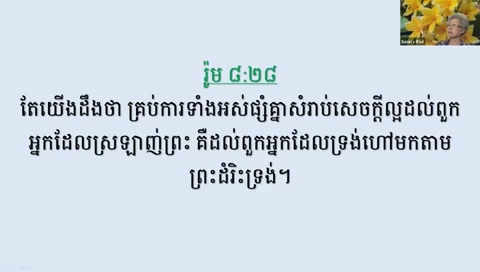 រ៉ូម ៨:២៨
តែយើងដឹងថា គ្រប់ការទាំងអស់ផ្សំគ្នាសំរាប់សេចក្ដីល្អដល់ពួក
អ្នកដែលស្រឡាញ់ព្រះ គឺដល់ពួកអ្នកដែលទ្រង់ហៅមកតាម
ព្រះដំរិះទ្រង់។